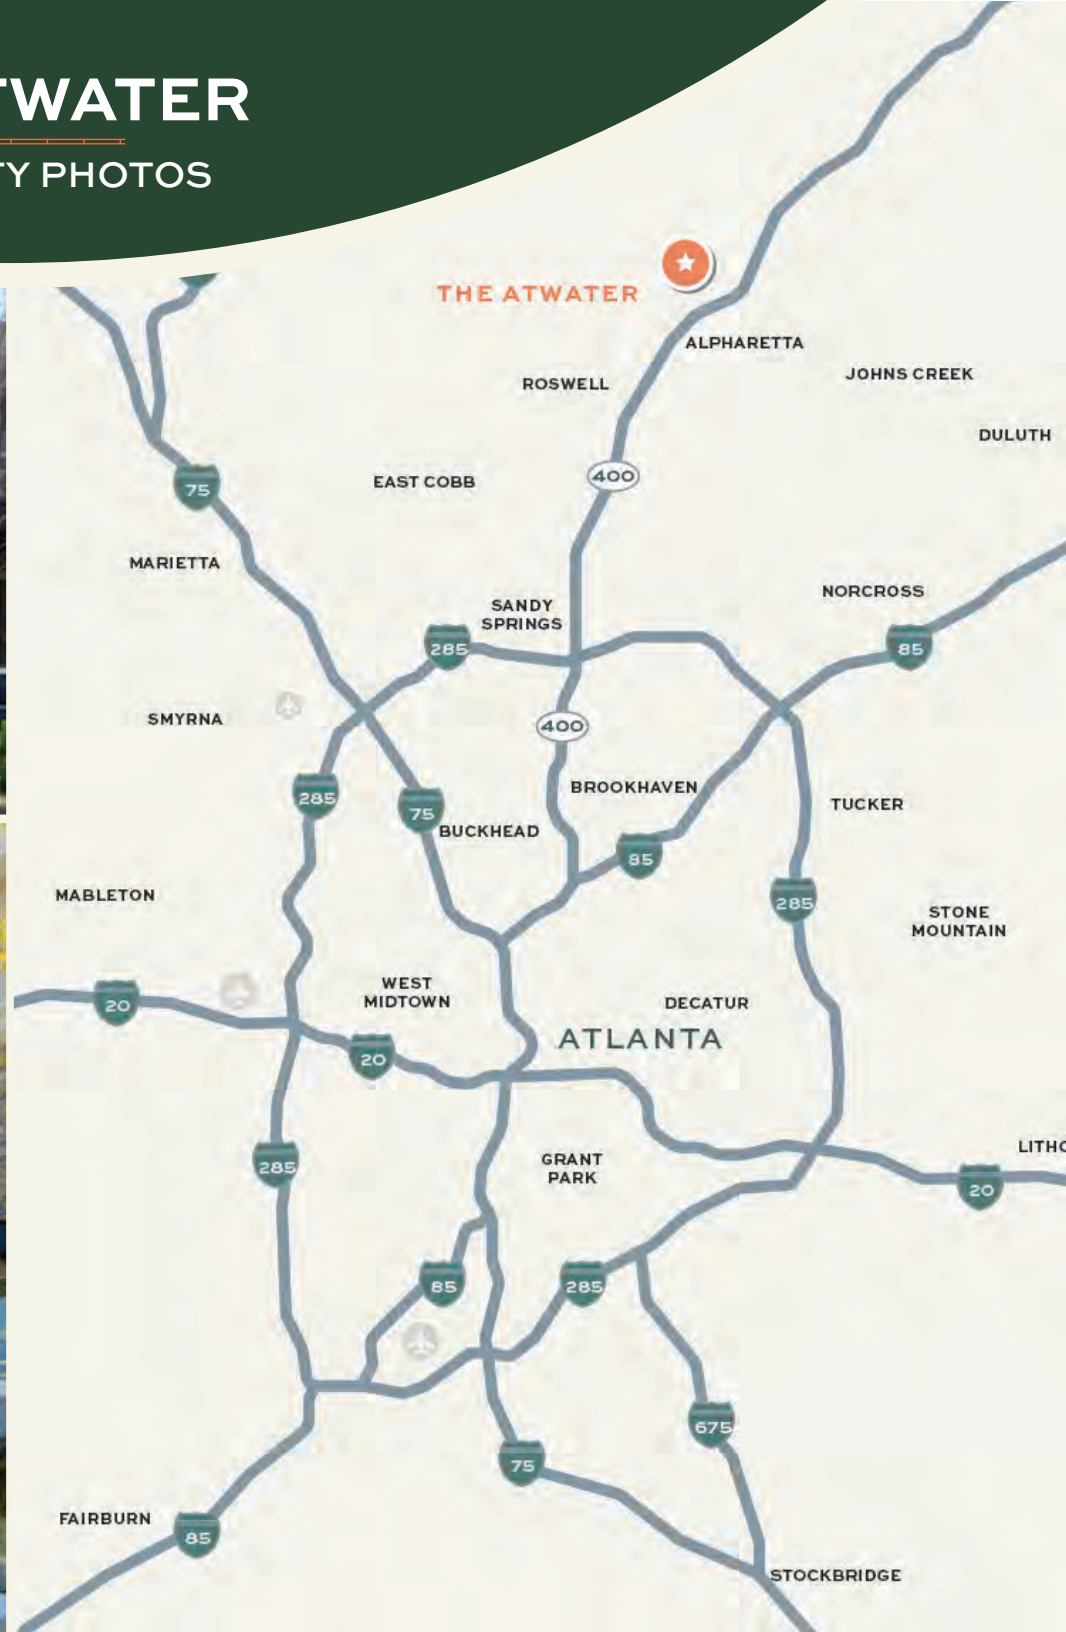 TWATER
TY PHOTOS
THE ATWATER
ALPHARETTA
JOHNS CREEK
ROSWELL
DULUTH
400
EAST COBB
75
MARIETTA
NORCROSS
SANDY
SPRINGS
285
85
SMYRNA
400
BROOKHAVEN
285
75
TUCKER
BUCKHEAD
85
MABLETON
285
STONE
MOUNTAIN
WEST
MIDTOWN
20
DECATUR
ATLANTA
20
LITHO
GRANT
PARK
285
20
85
285
675
75
FAIRBURN
85
STOCKBRIDGE